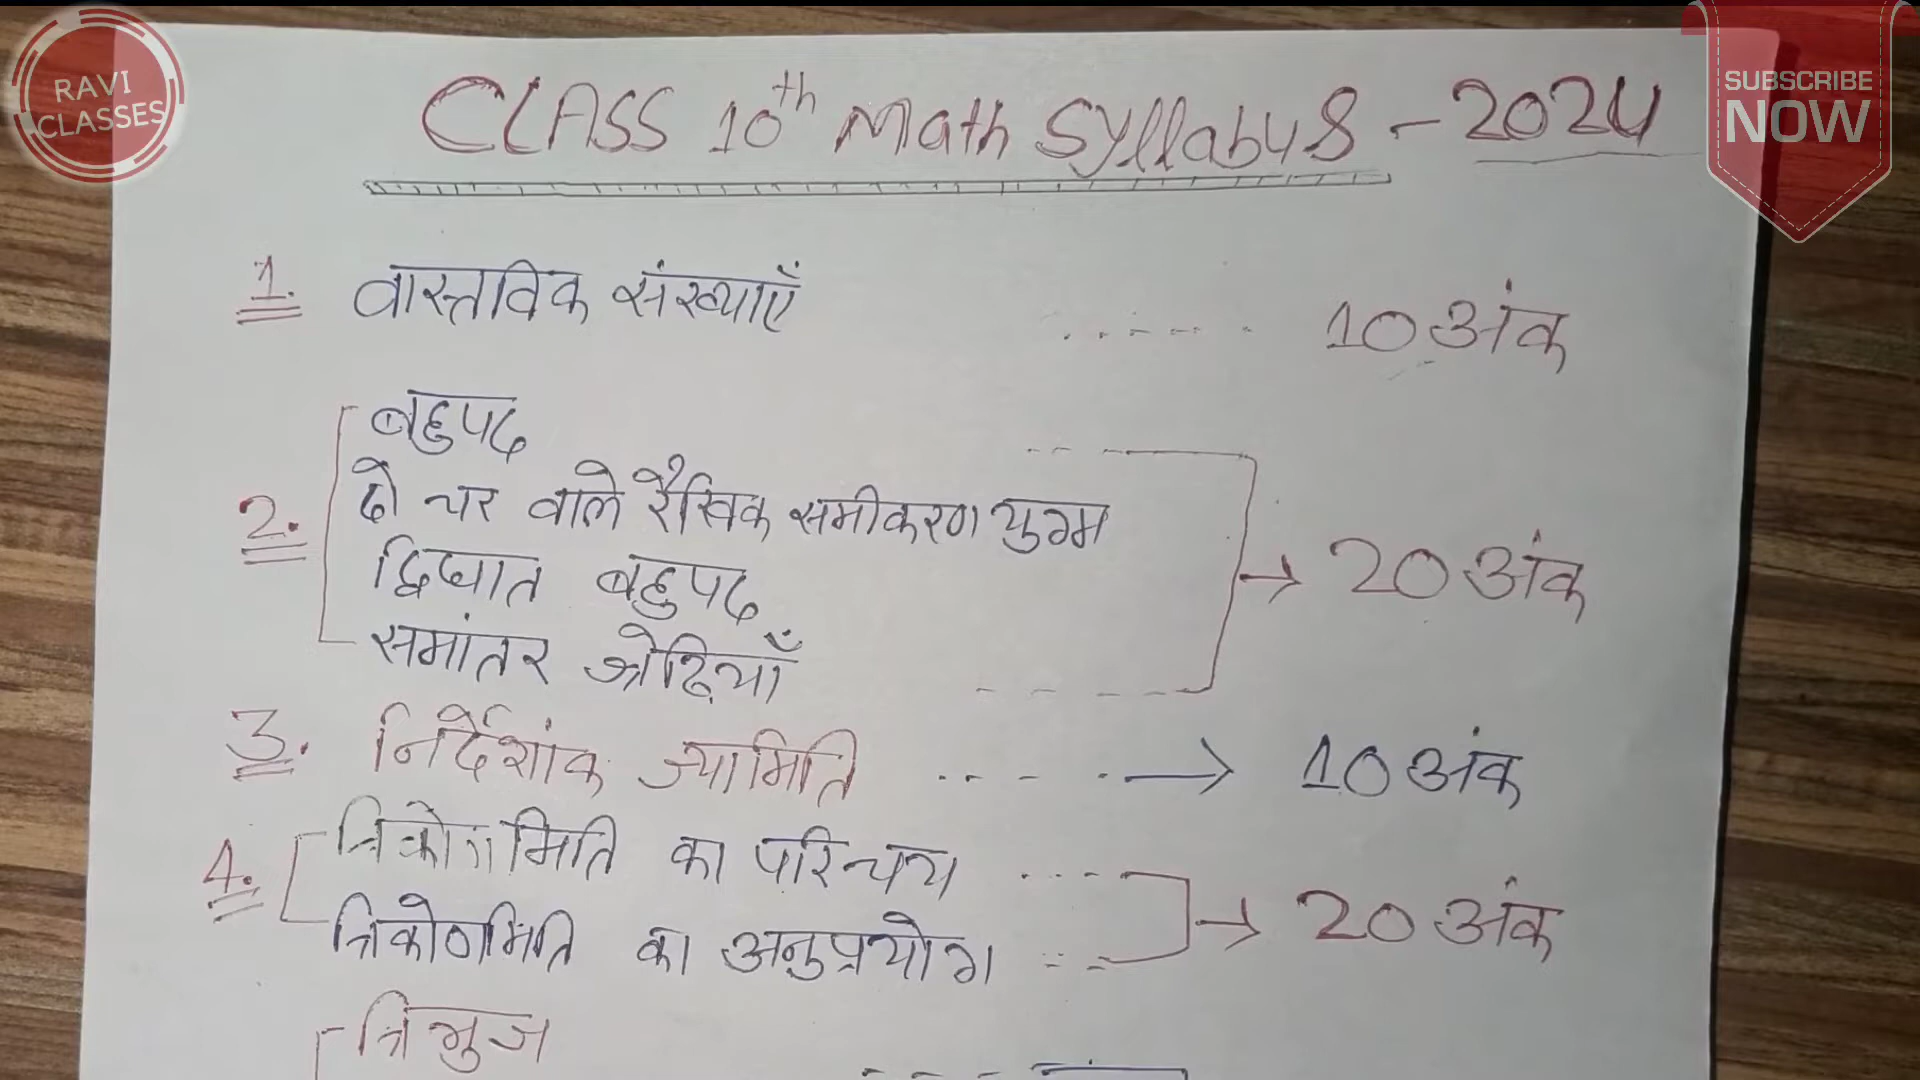 RAVI
CLASSES
SUBSCRIBE
NOW
CLASS 10th Math Syllabus - 2024
1. वास्तविक संख्याएँ ...... 10 अंक
बहुपद
2. दो चर वाले रैखिक समीकरण युग्म
द्विघात बहुपद → 20 अंक
समांतर श्रेढ़ियाँ
3. निर्देशांक ज्यामिति .... → 10 अंक
4. त्रिकोणमिति का परिचय
त्रिकोणमिति का अनुप्रयोग → 20 अंक
त्रिभुज